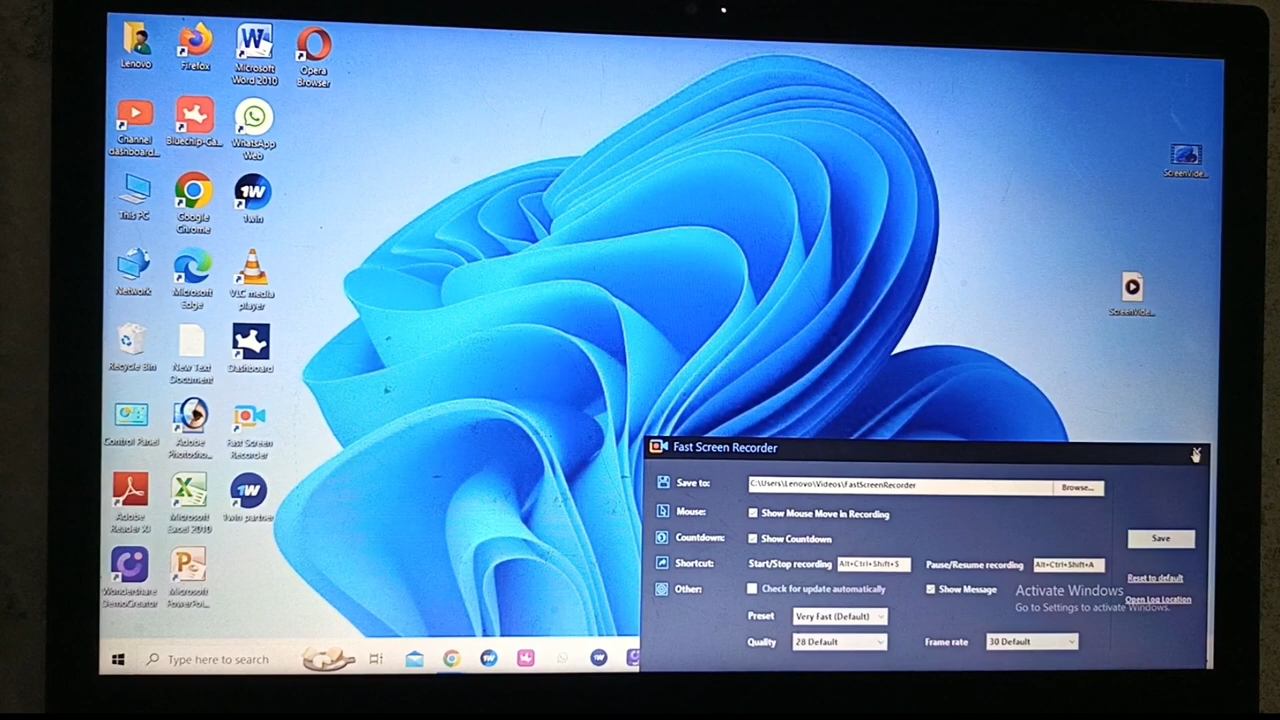 Lenovo
Firefox
Microsoft
Word 2010
Opera
Browser
Channel
dashboard...
Bluechip-Ga...
WhatsApp
Web
This PC
Google
Chrome
1W
1win
Network
Microsoft
Edge
VLC media
player
Recycle Bin
New Text
Document
Dashboard
Control Panel
Adobe
Photosho...
Fast Screen
Recorder
Adobe
Reader XI
Microsoft
Excel 2010
1W
1win partner
Wondershare
DemoCreator
Microsoft
PowerPoi...
ScreenVide...
ScreenVide...
Fast Screen Recorder
Save to:
C:\Users\Lenovo\Videos\FastScreenRecorder
Browse...
Mouse:
Show Mouse Move in Recording
Countdown:
Show Countdown
Save
Shortcut:
Start/Stop recording
Alt+Ctrl+Shift+S
Pause/Resume recording
Alt+Ctrl+Shift+A
Reset to default
Other:
Check for update automatically
Show Message
Activate Windows
Open Log Location
Go to Settings to activate Windows.
Preset
Very Fast (Default)
Quality
28 Default
Frame rate
30 Default
Type here to search